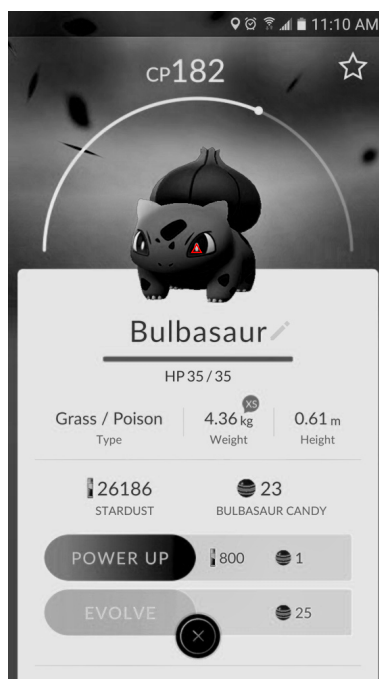 11:10 AM
CP182
Bulbasaur
HP 35 / 35
XS
Grass / Poison 4.36 kg 0.61 m
Type Weight Height
26186 23
STARDUST BULBASAUR CANDY
POWER UP 800 1
EVOLVE 25